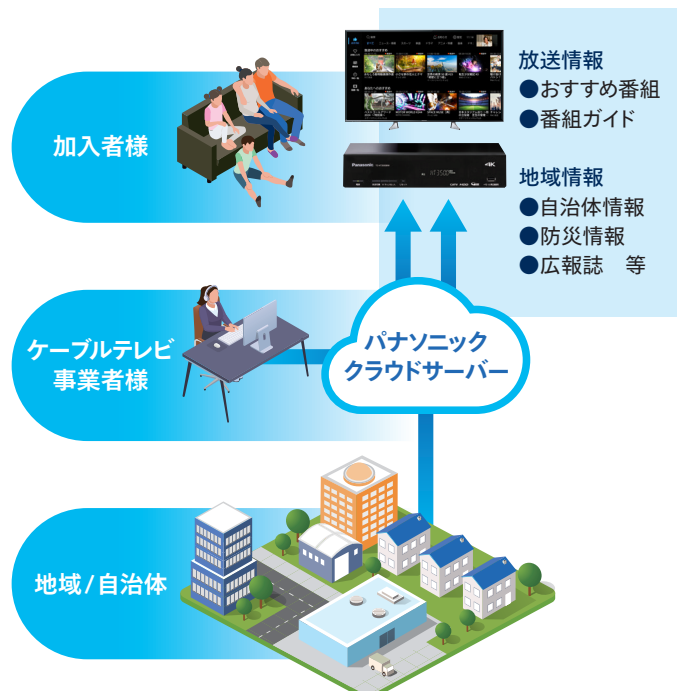 加入者様
Panasonic
4K
放送情報
●おすすめ番組
●番組ガイド
地域情報
●自治体情報
●防災情報
●広報誌　等
ケーブルテレビ
事業者様
パナソニック
クラウドサーバー
地域/自治体